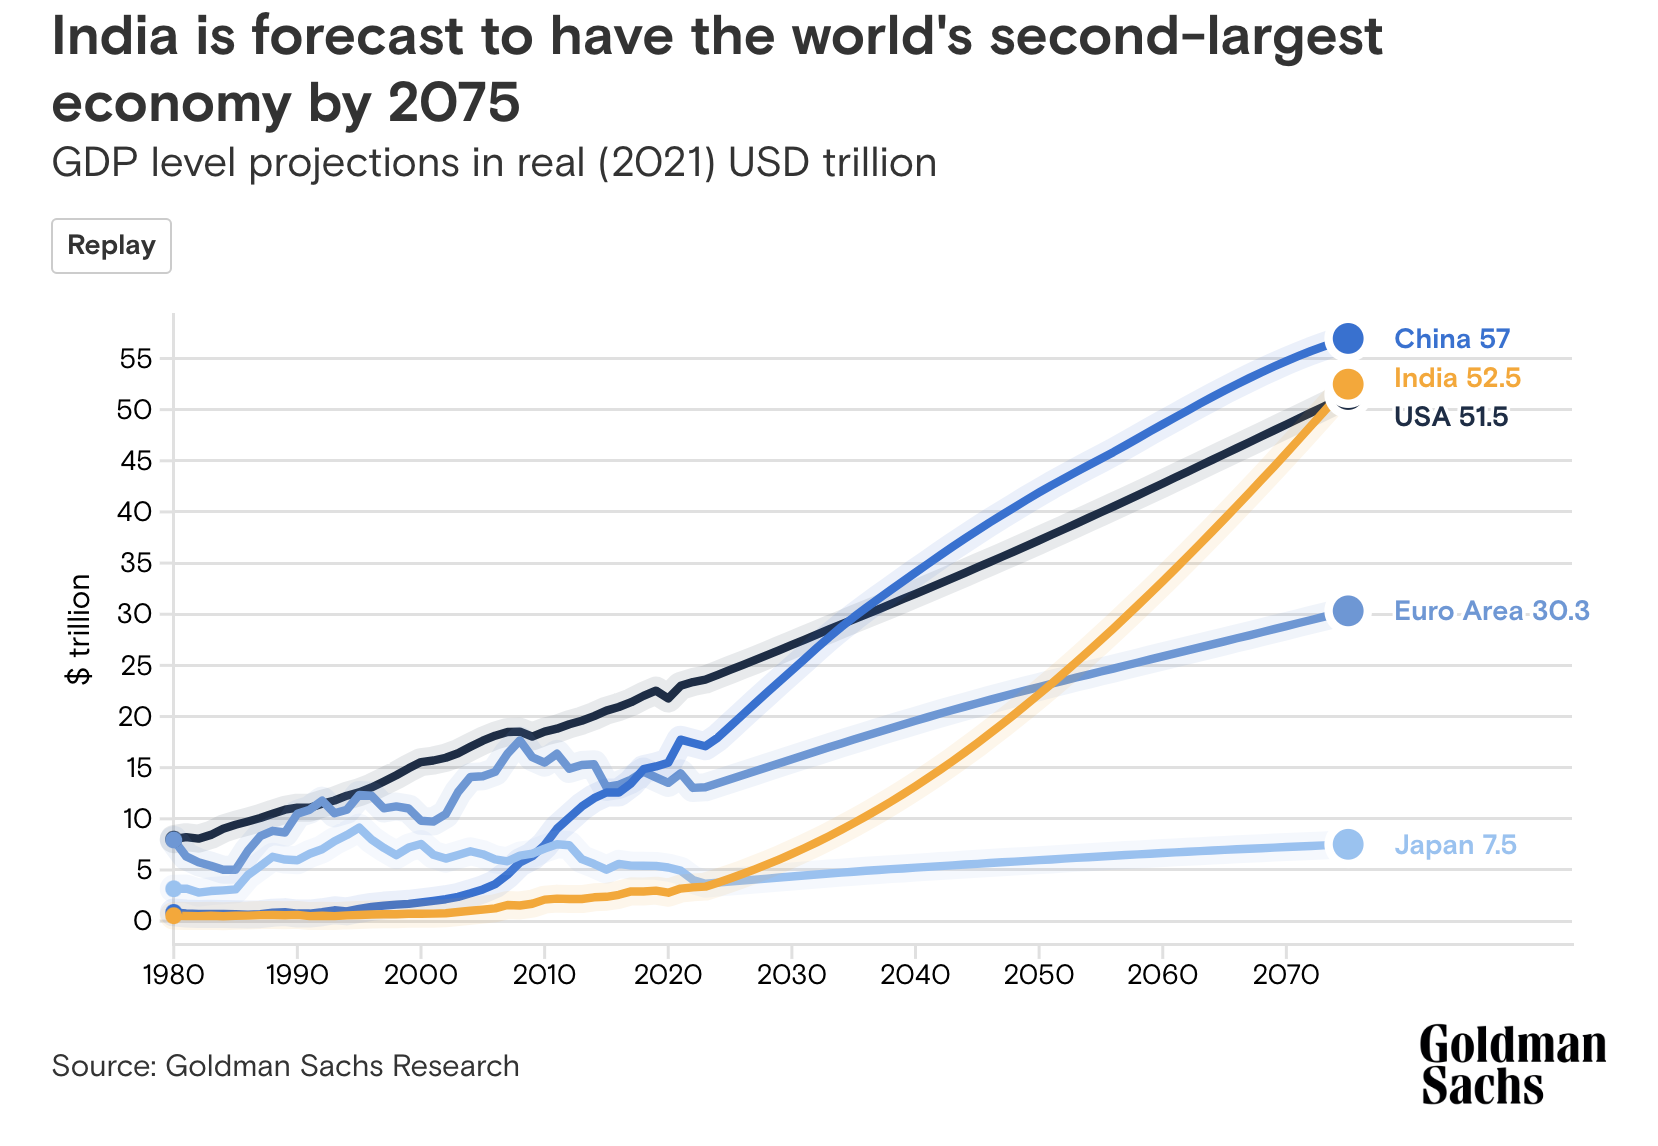 India is forecast to have the world's second-largest
economy by 2075
GDP level projections in real (2021) USD trillion
Replay
$ trillion
55
50
45
40
35
30
25
20
15
10
5
0
1980 1990 2000 2010 2020 2030 2040 2050 2060 2070
China 57
India 52.5
USA 51.5
Euro Area 30.3
Japan 7.5
Source: Goldman Sachs Research
Goldman
Sachs